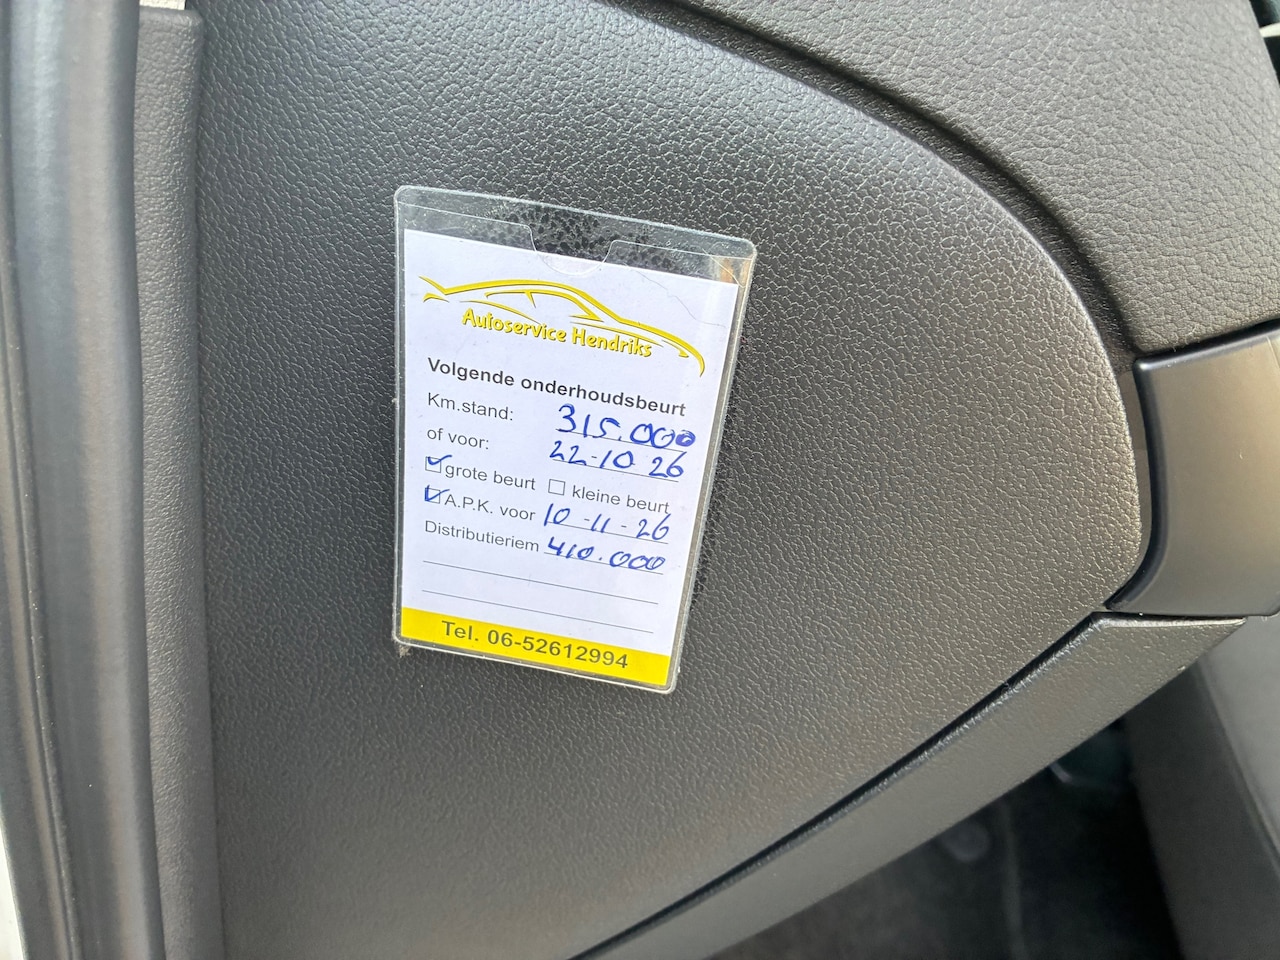 Autoservice Hendriks
Volgende onderhoudsbeurt
Km.stand: 315.000
of voor: 22-10 26
grote beurt kleine beurt
A.P.K. voor 10-11-26
Distributieriem 410.000
Tel. 06-52612994